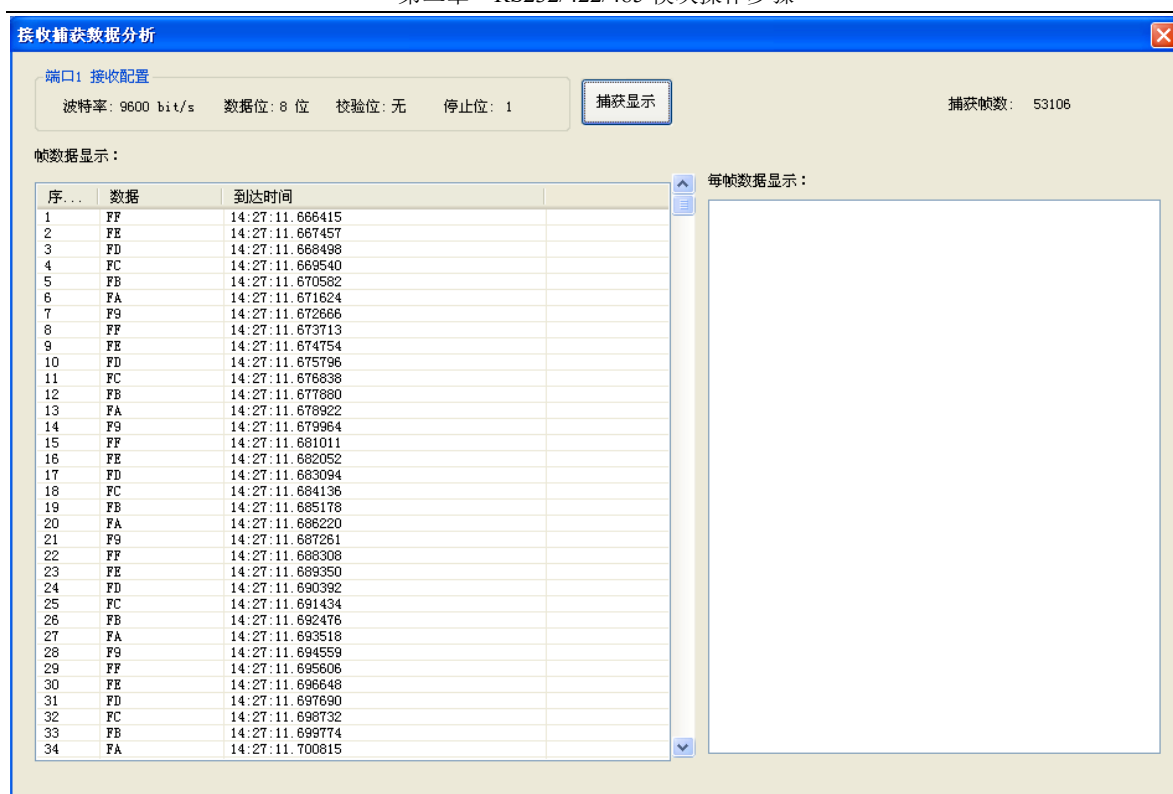 接收捕获数据分析
端口1 接收配置
波特率: 9600 bit/s 数据位: 8 位 校验位: 无 停止位: 1
捕获显示
捕获帧数: 53106
帧数据显示：
每帧数据显示：
序... 数据 到达时间
1 FF 14:27:11.666415
2 FE 14:27:11.667457
3 FD 14:27:11.668498
4 FC 14:27:11.669540
5 FB 14:27:11.670582
6 FA 14:27:11.671624
7 F9 14:27:11.672666
8 FF 14:27:11.673713
9 FE 14:27:11.674754
10 FD 14:27:11.675796
11 FC 14:27:11.676838
12 FB 14:27:11.677880
13 FA 14:27:11.678922
14 F9 14:27:11.679964
15 FF 14:27:11.681011
16 FE 14:27:11.682052
17 FD 14:27:11.683094
18 FC 14:27:11.684136
19 FB 14:27:11.685178
20 FA 14:27:11.686220
21 F9 14:27:11.687261
22 FF 14:27:11.688308
23 FE 14:27:11.689350
24 FD 14:27:11.690392
25 FC 14:27:11.691434
26 FB 14:27:11.692476
27 FA 14:27:11.693518
28 F9 14:27:11.694559
29 FF 14:27:11.695606
30 FE 14:27:11.696648
31 FD 14:27:11.697690
32 FC 14:27:11.698732
33 FB 14:27:11.699774
34 FA 14:27:11.700815